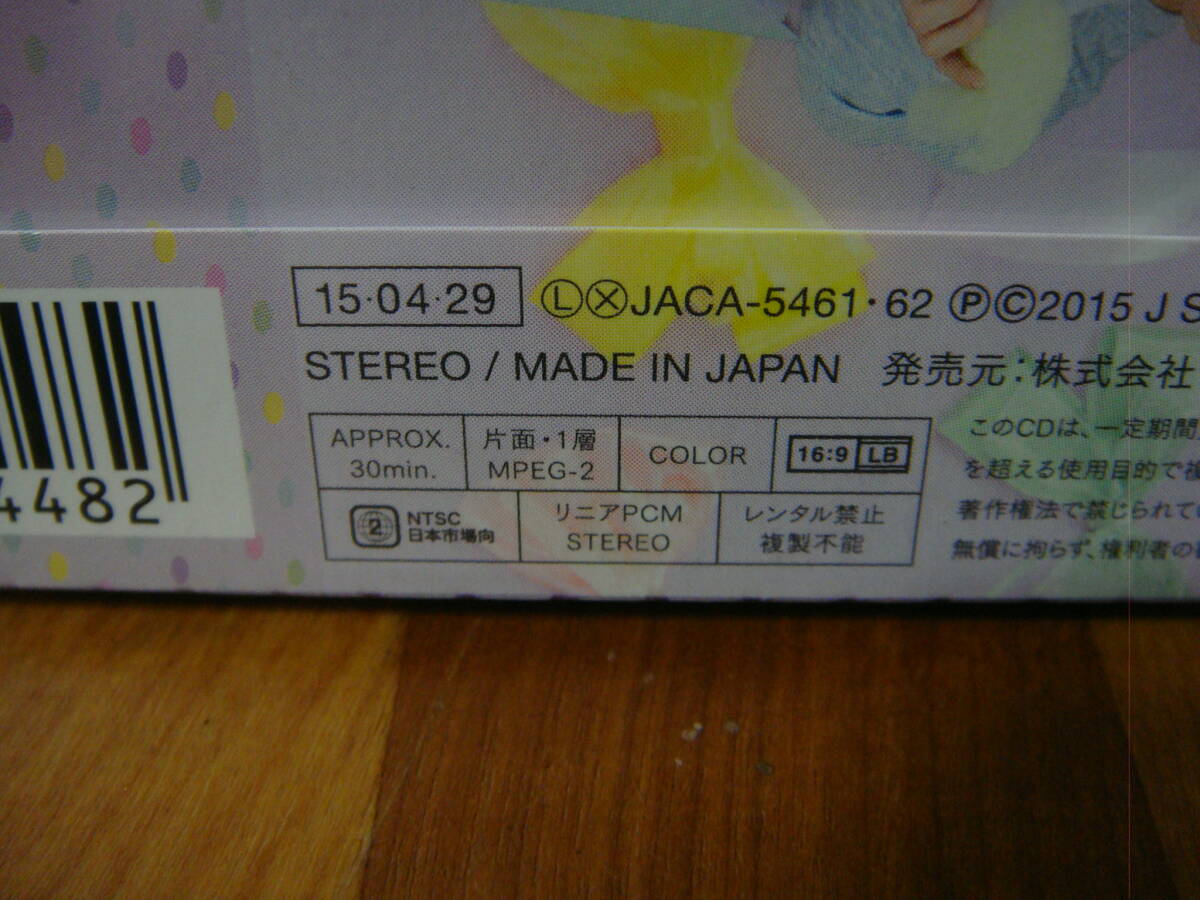 15·04·29 ⓁⓍJACA-5461·62 ⓅⒸ2015 J S
STEREO / MADE IN JAPAN 発売元:株式会社
APPROX.
30min.
片面・1層
MPEG-2
COLOR
16:9 LB
2 NTSC
日本市場向
リニアPCM
STEREO
レンタル禁止
複製不能
このCDは、一定期間
を超える使用目的で複
著作権法で禁じられて
無償に拘らず、権利者の
4482